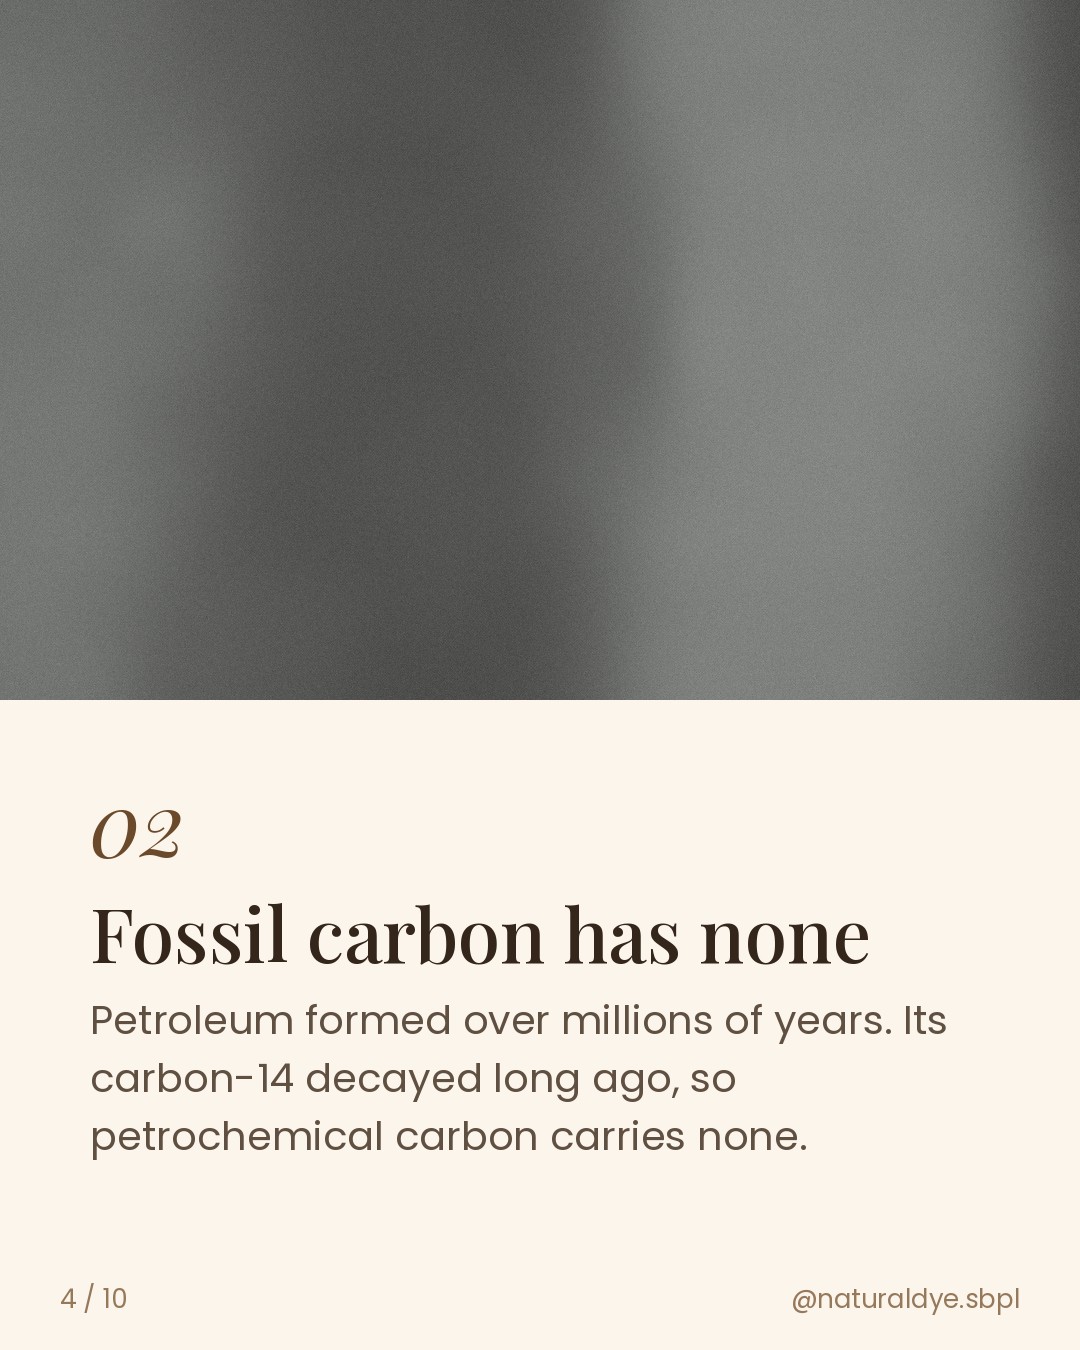 02
Fossil carbon has none
Petroleum formed over millions of years. Its
carbon-14 decayed long ago, so
petrochemical carbon carries none.
4 / 10
@naturaldye.sbpl